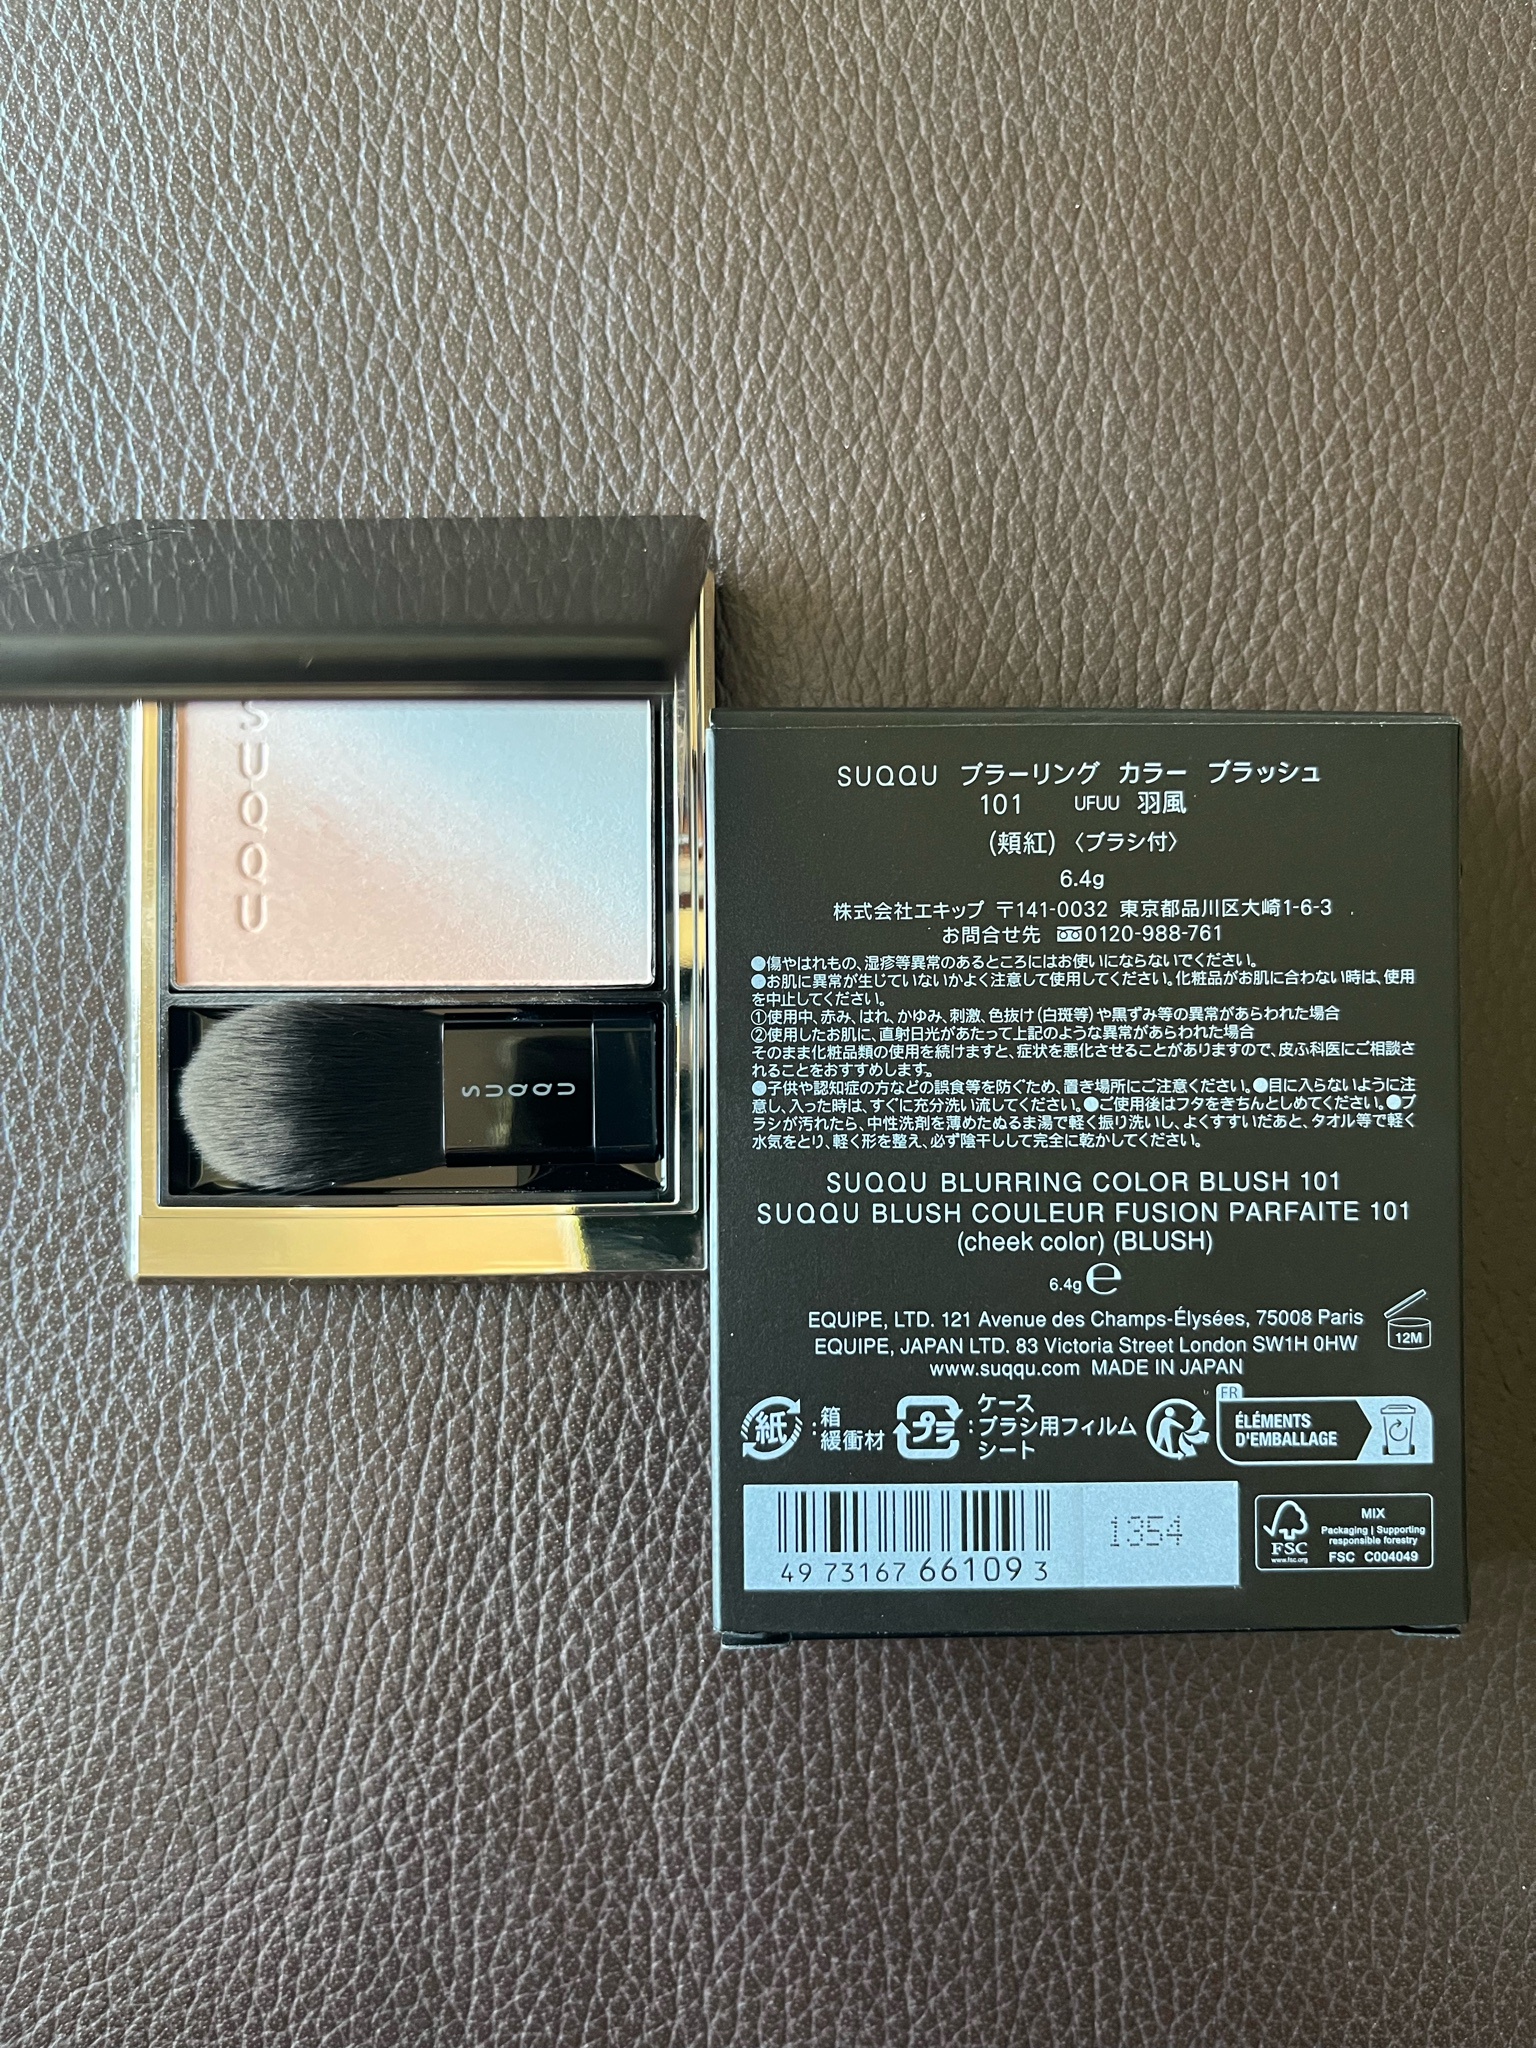 SUQQU
SUQQU
SUQQU ブラーリング カラー ブラッシュ
101 UFUU 羽風
(頬紅)〈ブラシ付〉
6.4g
株式会社エキップ 〒141-0032 東京都品川区大崎1-6-3
お問合せ先 0120-988-761
●傷やはれもの、湿疹等異常のあるところにはお使いにならないでください。
●お肌に異常が生じていないかよく注意して使用してください。化粧品がお肌に合わない時は、使用
を中止してください。
①使用中、赤み、はれ、かゆみ、刺激、色抜け(白斑等)や黒ずみ等の異常があらわれた場合
②使用したお肌に、直射日光があたって上記のような異常があらわれた場合
そのまま化粧品類の使用を続けますと、症状を悪化させることがありますので、皮ふ科医にご相談さ
れることをおすすめします。
●子供や認知症の方などの誤食等を防ぐため、置き場所にご注意ください。●目に入らないように注
意し、入った時は、すぐに充分洗い流してください。●ご使用後はフタをきちんとしめてください。●ブ
ラシが汚れたら、中性洗剤を薄めたぬるま湯で軽く振り洗いし、よくすすいだあと、タオル等で軽く
水気をとり、軽く形を整え、必ず陰干しして完全に乾かしてください。
SUQQU BLURRING COLOR BLUSH 101
SUQQU BLUSH COULEUR FUSION PARFAITE 101
(cheek color) (BLUSH)
6.4g ℮
EQUIPE, LTD. 121 Avenue des Champs-Élysées, 75008 Paris
EQUIPE, JAPAN LTD. 83 Victoria Street London SW1H 0HW
www.suqqu.com MADE IN JAPAN
12M
紙 : 箱
緩衝材
プラ : ケース
ブラシ用フィルム
シート
FR
ÉLÉMENTS
D'EMBALLAGE
49 73167 66109 3
1354
FSC
www.fsc.org
MIX
Packaging | Supporting
responsible forestry
FSC C004049